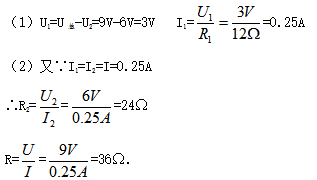 （1）U₁=U总-U₂=9V-6V=3V I₁=U₁/R₁=3V/12Ω=0.25A
（2）又∵I₁=I₂=I=0.25A
∴R₂=U₂/I₂=6V/0.25A=24Ω
R=U/I=9V/0.25A=36Ω.